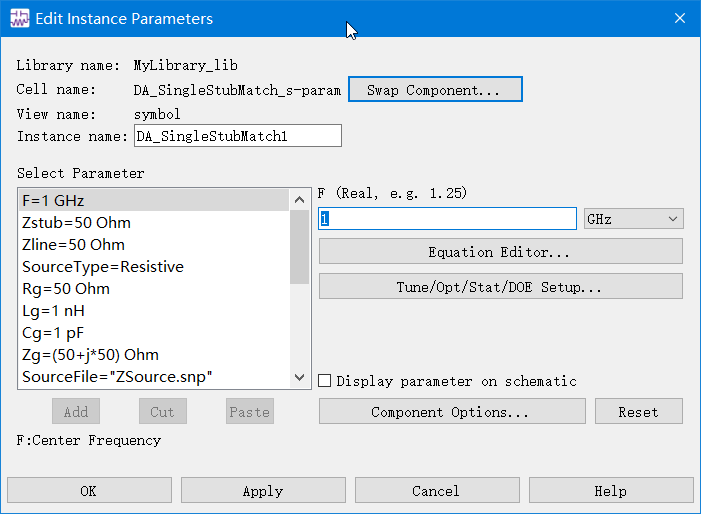 Edit Instance Parameters
Library name: MyLibrary_lib
Cell name: DA_SingleStubMatch_s-param Swap Component...
View name: symbol
Instance name: DA_SingleStubMatch1
Select Parameter
F (Real, e.g. 1.25)
F=1 GHz
1 GHz
Zstub=50 Ohm
Zline=50 Ohm
Equation Editor...
SourceType=Resistive
Rg=50 Ohm
Tune/Opt/Stat/DOE Setup...
Lg=1 nH
Cg=1 pF
Zg=(50+j*50) Ohm
SourceFile="ZSource.snp"
Display parameter on schematic
Add Cut Paste Component Options... Reset
F:Center Frequency
OK Apply Cancel Help